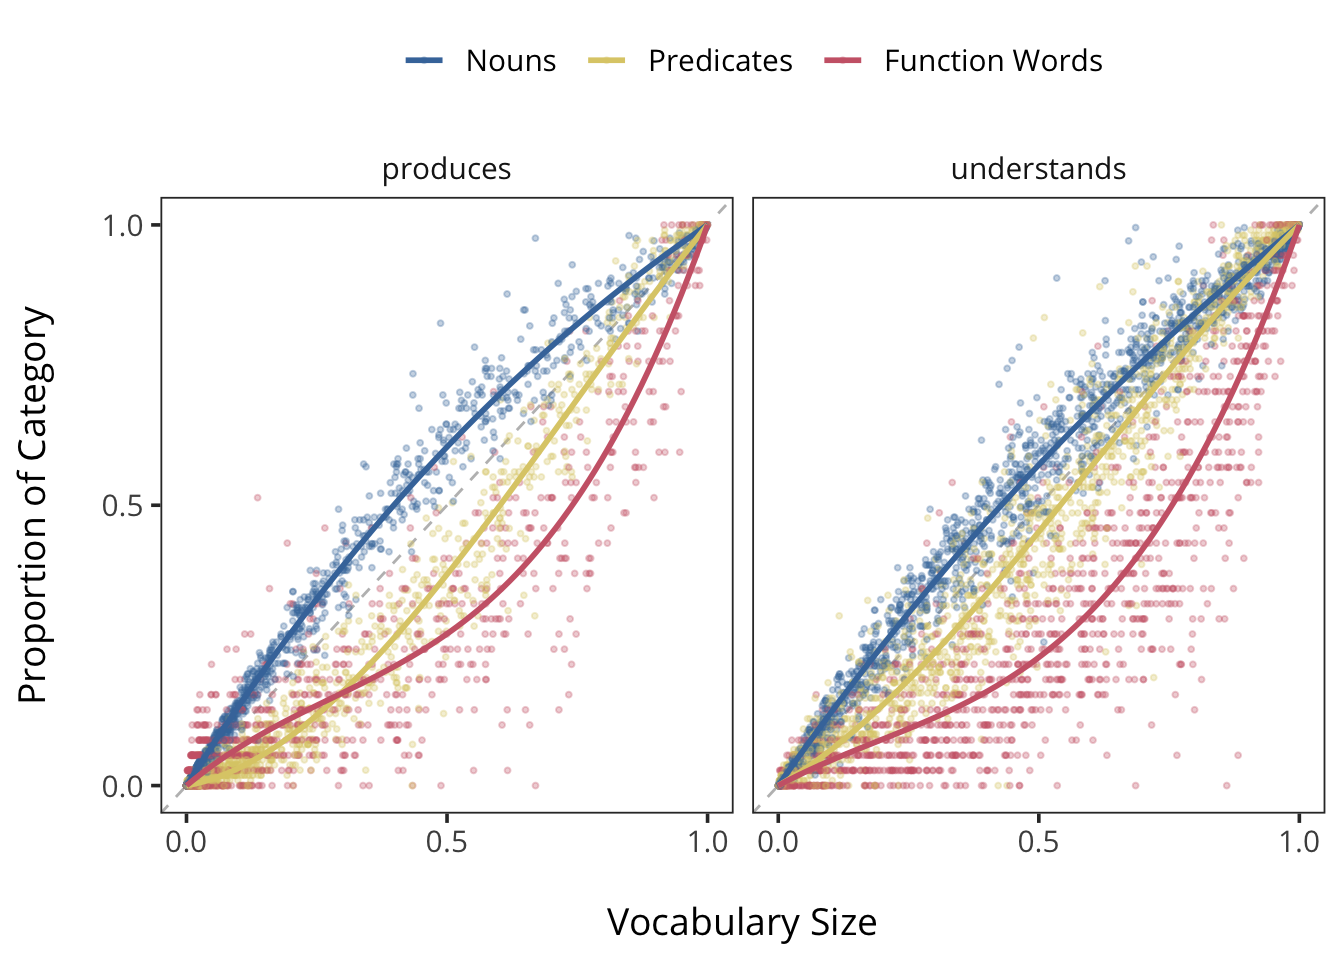 Nouns Predicates Function Words
produces understands
Proportion of Category
1.0
0.5
0.0
0.0 0.5 1.0 0.0 0.5 1.0
Vocabulary Size